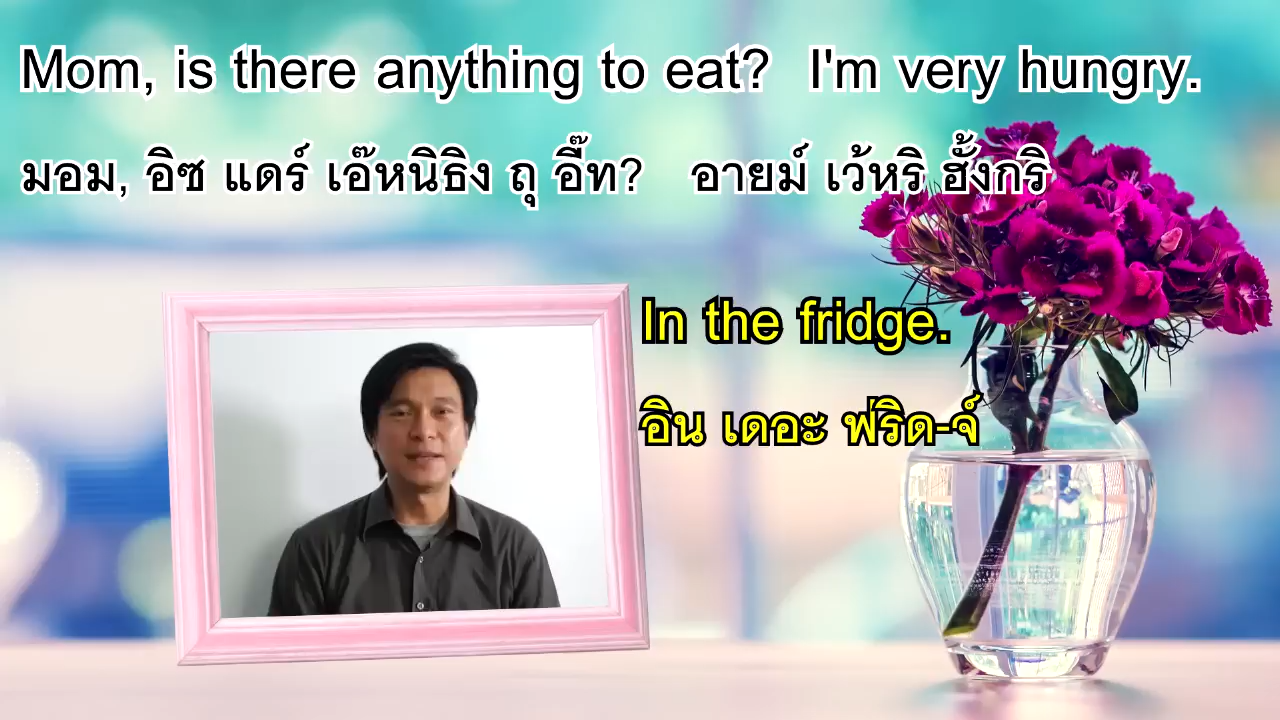 Mom, is there anything to eat? I'm very hungry.
มอม, อิซ แดร์ เอ๊หนิธิง ถุ อี๊ท? อายม์ เว้หริ ฮั้งกริ
In the fridge.
อิน เดอะ ฟริด-จ์